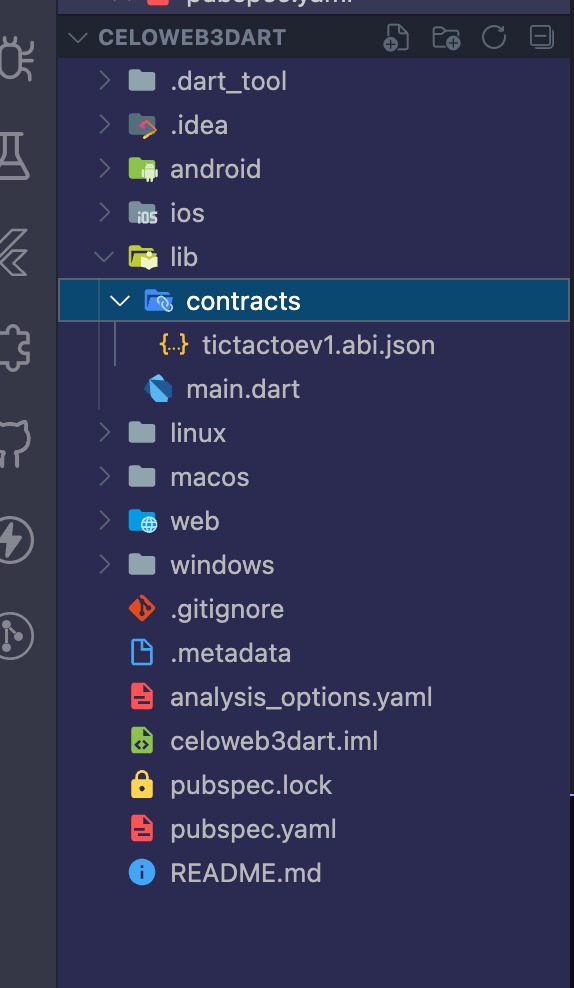 pubspec.yaml
CELOWEB3DART
.dart_tool
.idea
android
iOS
ios
lib
contracts
{..}
tictactoev1.abi.json
main.dart
linux
macos
web
windows
.gitignore
.metadata
analysis_options.yaml
celoweb3dart.iml
pubspec.lock
pubspec.yaml
README.md